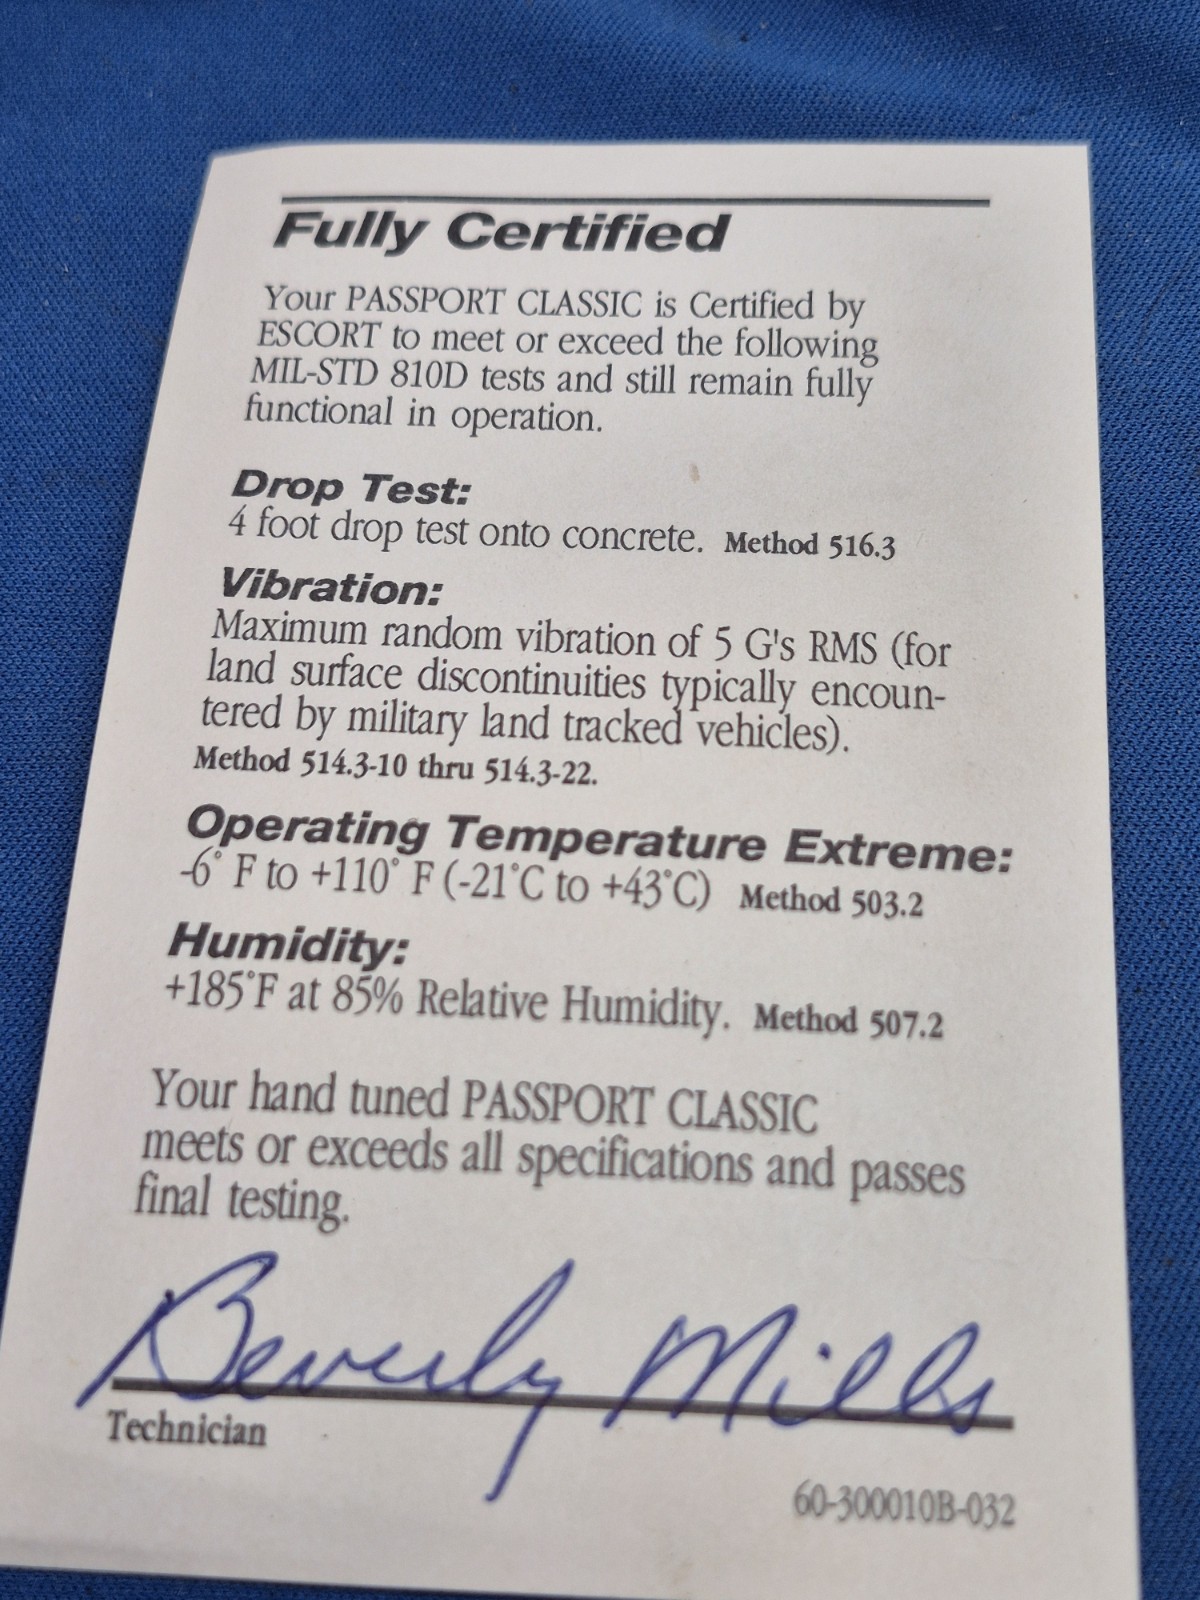 Fully Certified
Your PASSPORT CLASSIC is Certified by
ESCORT to meet or exceed the following
MIL-STD 810D tests and still remain fully
functional in operation.
Drop Test:
4 foot drop test onto concrete. Method 516.3
Vibration:
Maximum random vibration of 5 G's RMS (for
land surface discontinuities typically encoun-
tered by military land tracked vehicles).
Method 514.3-10 thru 514.3-22.
Operating Temperature Extreme:
-6° F to +110° F (-21°C to +43°C) Method 503.2
Humidity:
+185°F at 85% Relative Humidity. Method 507.2
Your hand tuned PASSPORT CLASSIC
meets or exceeds all specifications and passes
final testing.
Beverly Mills
Technician
60-300010B-032